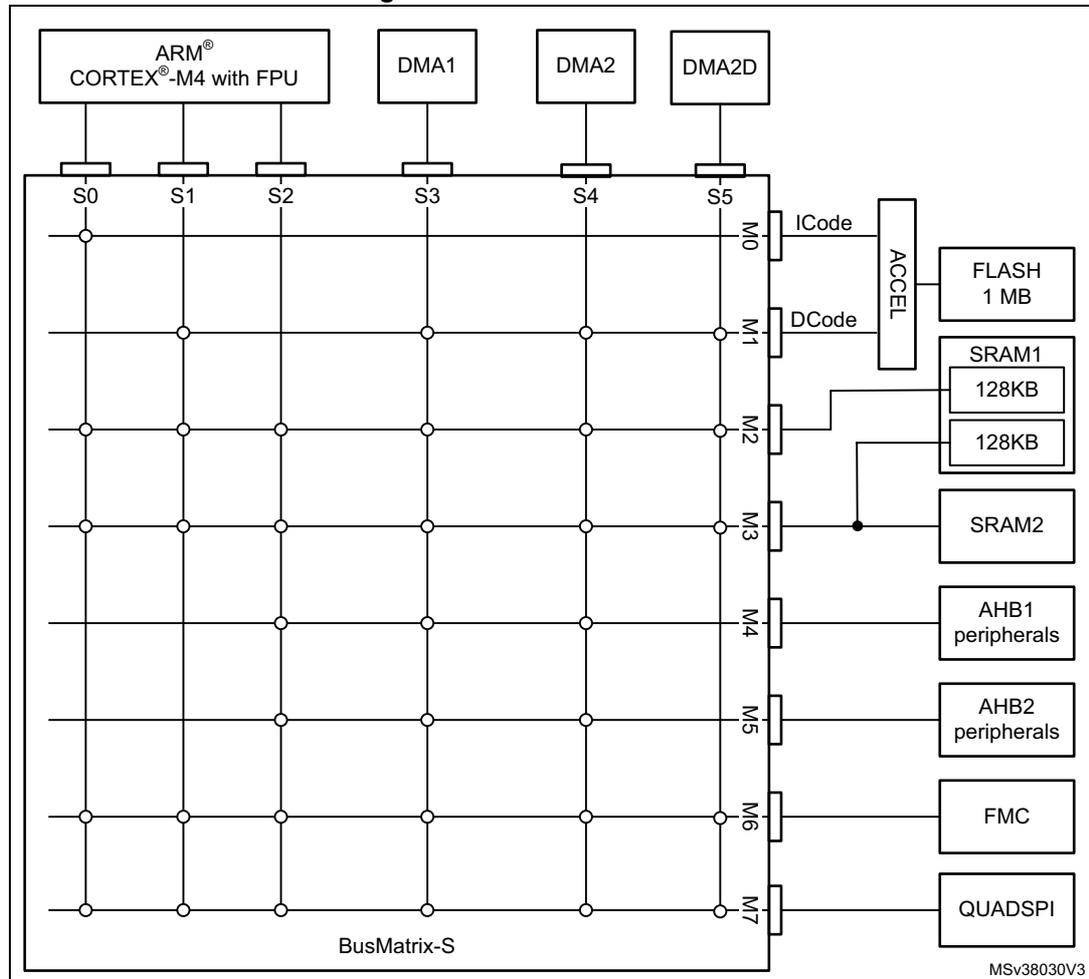 ARM®
CORTEX®-M4 with FPU
DMA1
DMA2
DMA2D
S0
S1
S2
S3
S4
S5
M0
ICode
ACCEL
FLASH
1 MB
M1
DCode
SRAM1
128KB
M2
128KB
M3
SRAM2
M4
AHB1
peripherals
M5
AHB2
peripherals
M6
FMC
M7
QUADSPI
BusMatrix-S
MSv38030V3